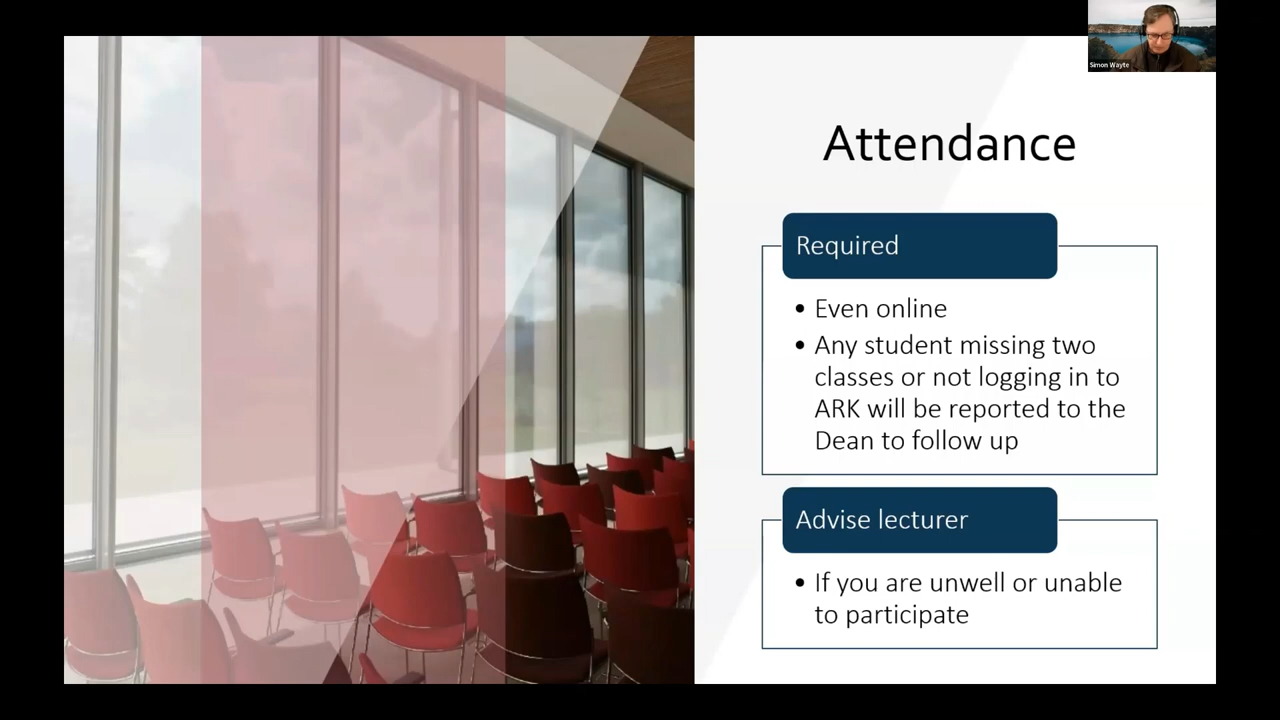 Simon Wayte
Attendance
Required
• Even online
• Any student missing two
classes or not logging in to
ARK will be reported to the
Dean to follow up
Advise lecturer
• If you are unwell or unable
to participate